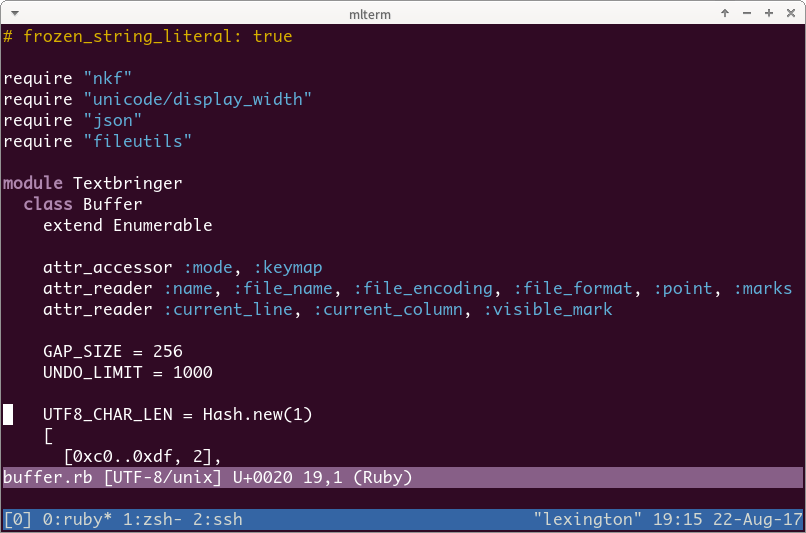 mlterm
# frozen_string_literal: true
require "nkf"
require "unicode/display_width"
require "json"
require "fileutils"
module Textbringer
class Buffer
extend Enumerable
attr_accessor :mode, :keymap
attr_reader :name, :file_name, :file_encoding, :file_format, :point, :marks
attr_reader :current_line, :current_column, :visible_mark
GAP_SIZE = 256
UNDO_LIMIT = 1000
UTF8_CHAR_LEN = Hash.new(1)
[
[0xc0..0xdf, 2],
buffer.rb [UTF-8/unix] U+0020 19,1 (Ruby)
[0] 0:ruby* 1:zsh- 2:ssh "lexington" 19:15 22-Aug-17